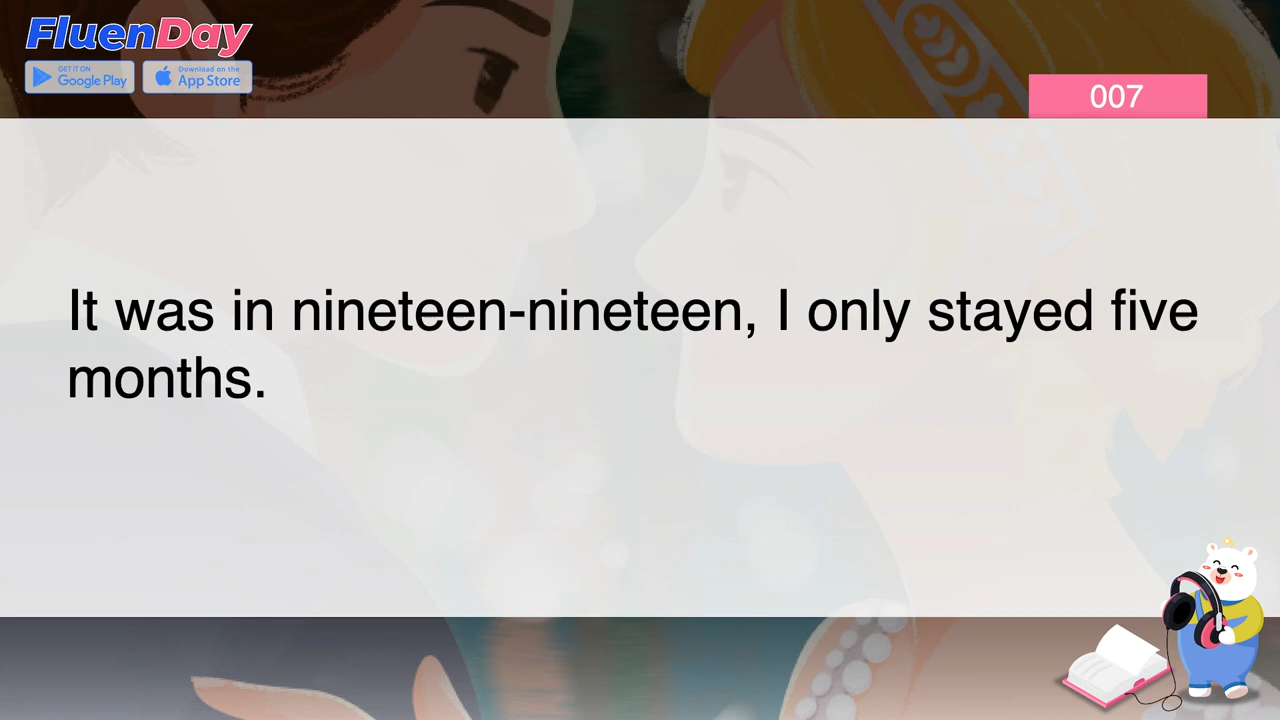 FluenDay
GET IT ON
Google Play
Download on the
App Store
007
It was in nineteen-nineteen, I only stayed five
months.